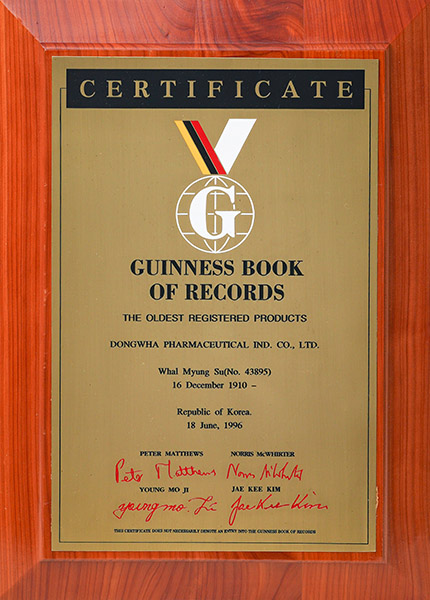 CERTIFICATE
G
GUINNESS BOOK
OF RECORDS
THE OLDEST REGISTERED PRODUCTS
DONGWHA PHARMACEUTICAL IND. CO., LTD.
Whal Myung Su(No. 43895)
16 December 1910 –
Republic of Korea.
18 June, 1996
PETER MATTHEWS NORRIS McWHIRTER
Peter Matthews Norris McWhirter
YOUNG MO JI JAE KEE KIM
young mo Ji Jae Kee Kim
THIS CERTIFICATE DOES NOT NECESSARILY DENOTE AN ENTRY INTO THE GUINNESS BOOK OF RECORDS